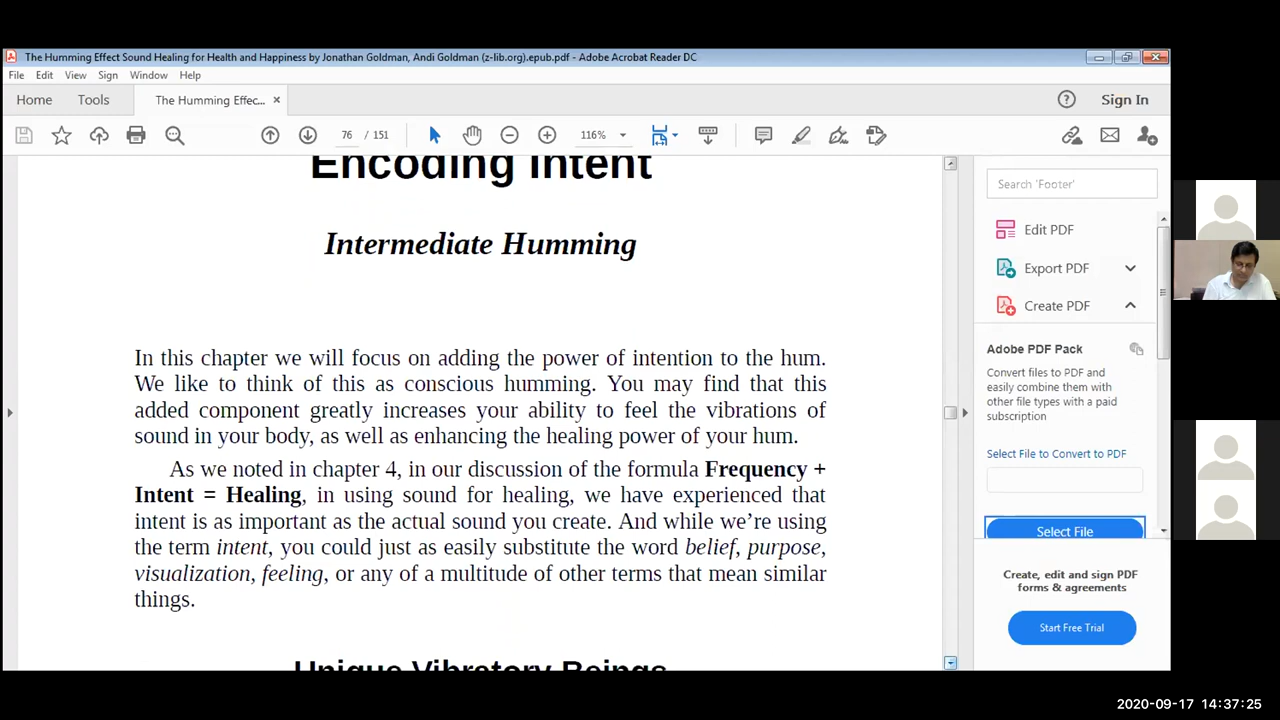 The Humming Effect Sound Healing for Health and Happiness by Jonathan Goldman, Andi Goldman (z-lib.org).epub.pdf - Adobe Acrobat Reader DC
File Edit View Sign Window Help
Home Tools The Humming Effec... × Sign In
76 / 151 116%
Encoding Intent
Intermediate Humming
In this chapter we will focus on adding the power of intention to the hum.
We like to think of this as conscious humming. You may find that this
added component greatly increases your ability to feel the vibrations of
sound in your body, as well as enhancing the healing power of your hum.
As we noted in chapter 4, in our discussion of the formula Frequency +
Intent = Healing, in using sound for healing, we have experienced that
intent is as important as the actual sound you create. And while we’re using
the term intent, you could just as easily substitute the word belief, purpose,
visualization, feeling, or any of a multitude of other terms that mean similar
things.
Unique Vibratory Beings
Search 'Footer'
Edit PDF
Export PDF
Create PDF
Adobe PDF Pack
Convert files to PDF and
easily combine them with
other file types with a paid
subscription
Select File to Convert to PDF
Select File
Create, edit and sign PDF
forms & agreements
Start Free Trial
2020-09-17 14:37:25